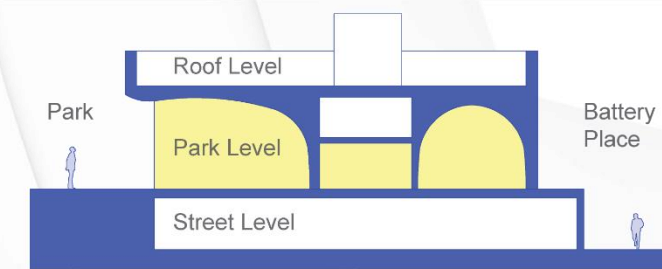 Roof Level
Park
Battery
Place
Park Level
Street Level